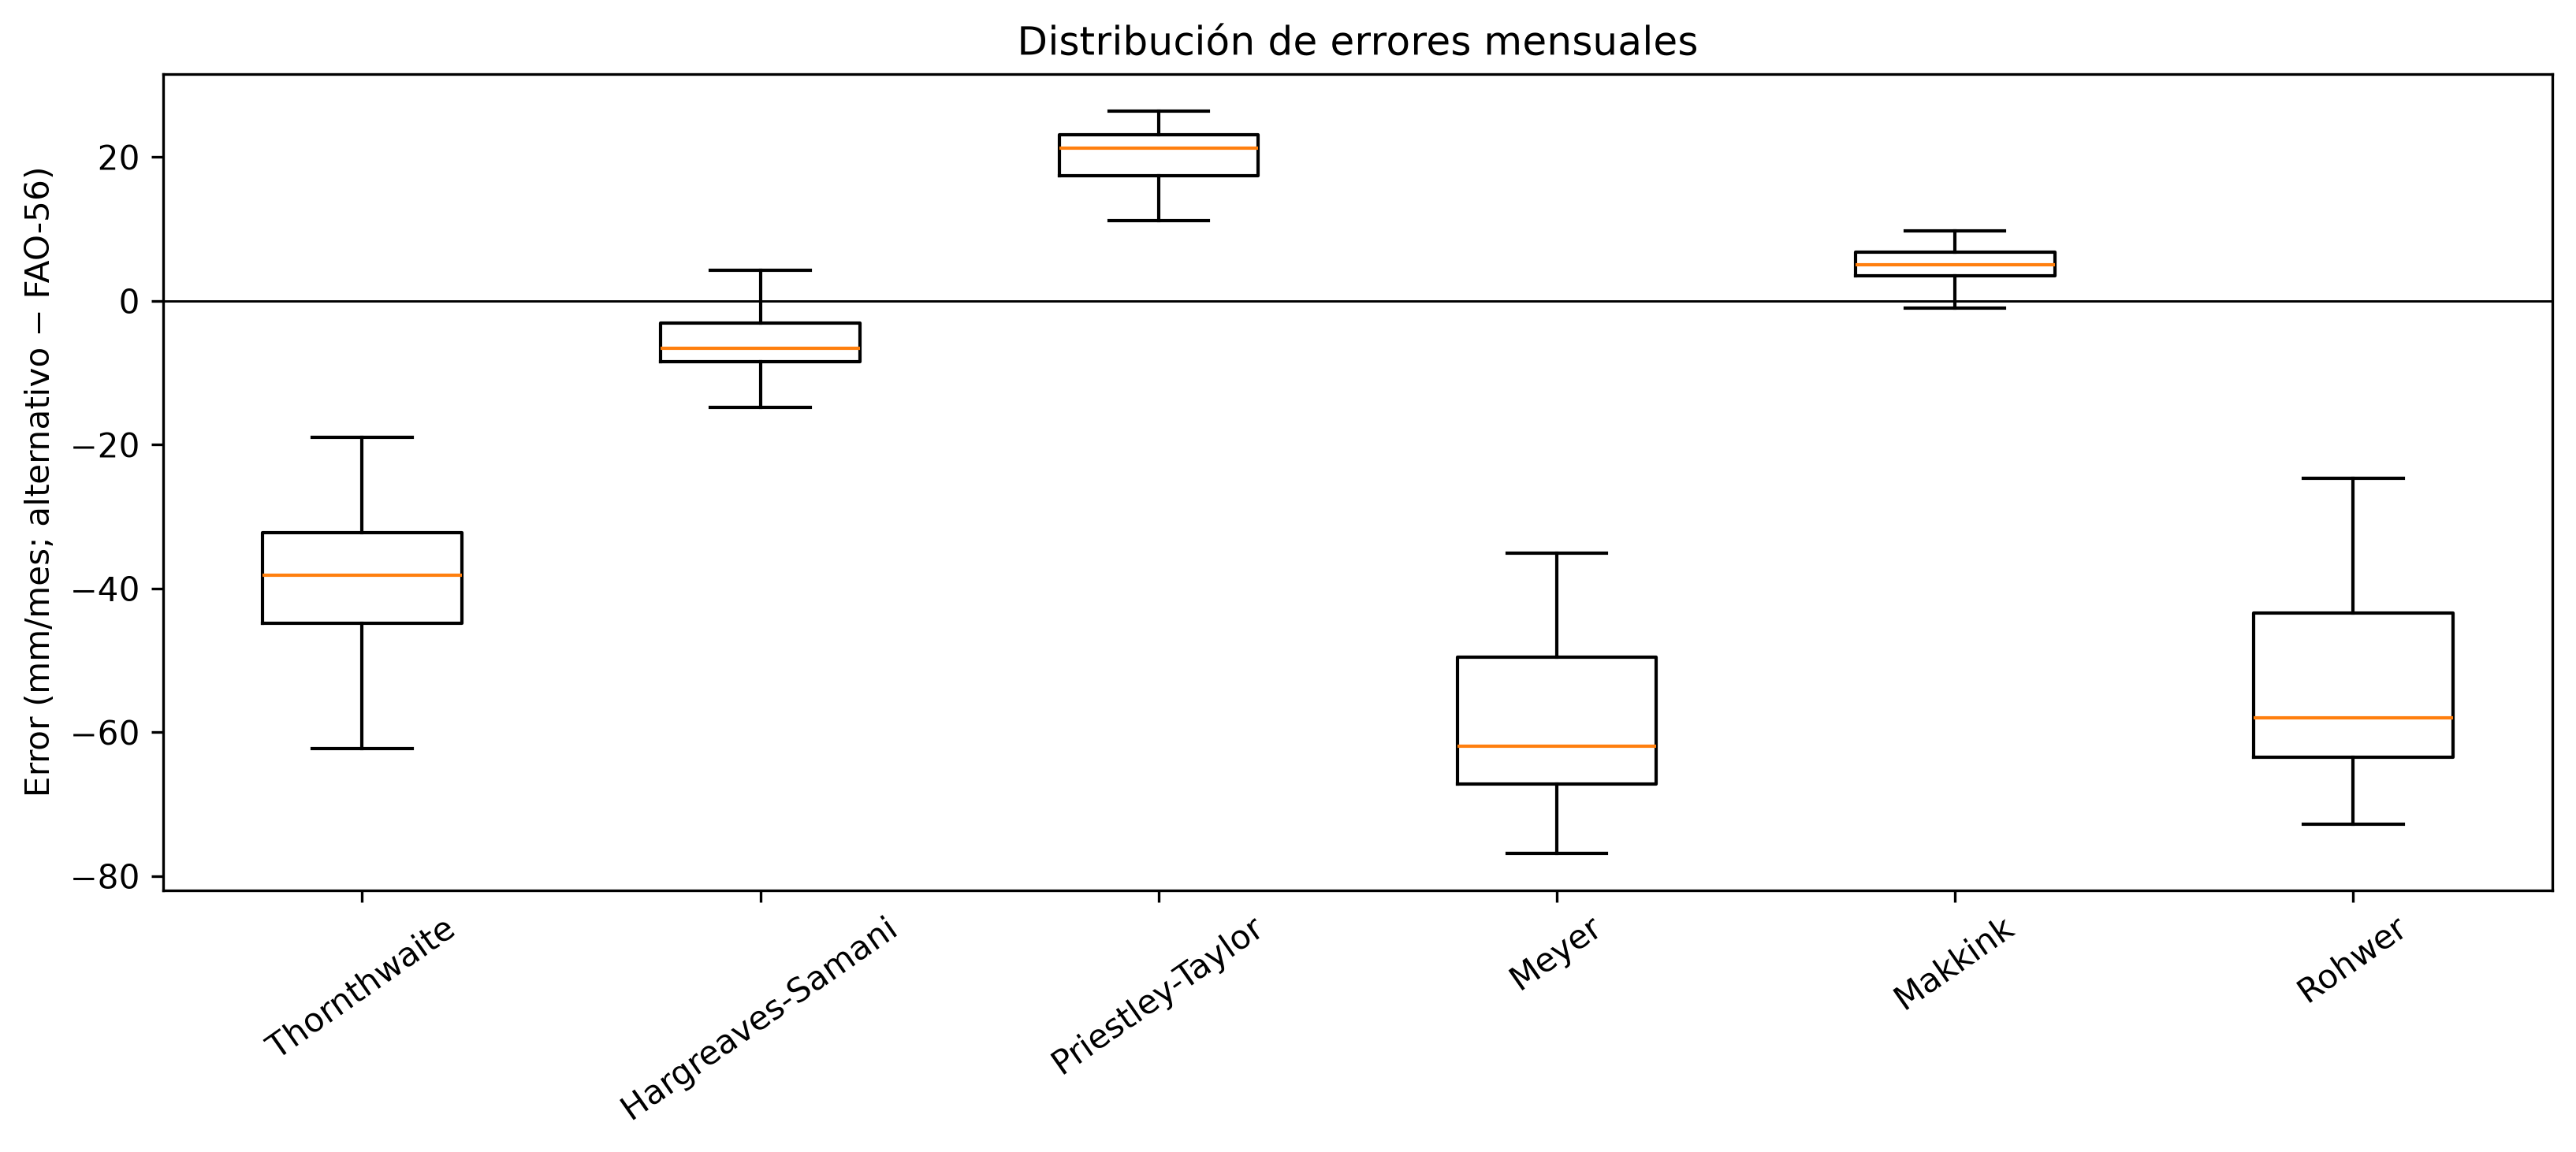 Distribución de errores mensuales
Error (mm/mes; alternativo − FAO-56)
20
0
−20
−40
−60
−80
Thornthwaite
Hargreaves-Samani
Priestley-Taylor
Meyer
Makkink
Rohwer